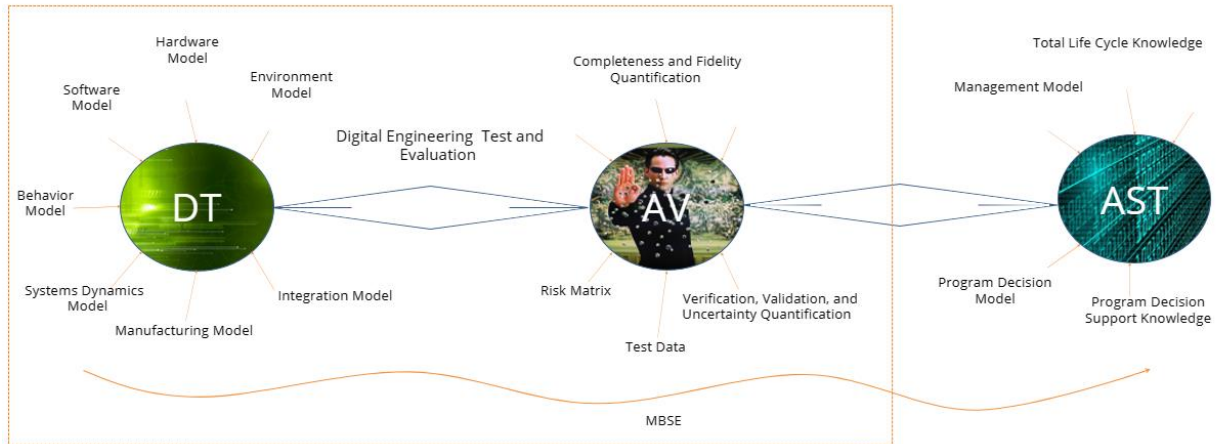 Hardware
Model
Software
Model
Environment
Model
Behavior
Model
DT
Systems Dynamics
Model
Manufacturing Model
Integration Model
Digital Engineering Test and
Evaluation
Completeness and Fidelity
Quantification
AV
Risk Matrix
Test Data
Verification, Validation, and
Uncertainty Quantification
Total Life Cycle Knowledge
Management Model
AST
Program Decision
Model
Program Decision
Support Knowledge
MBSE